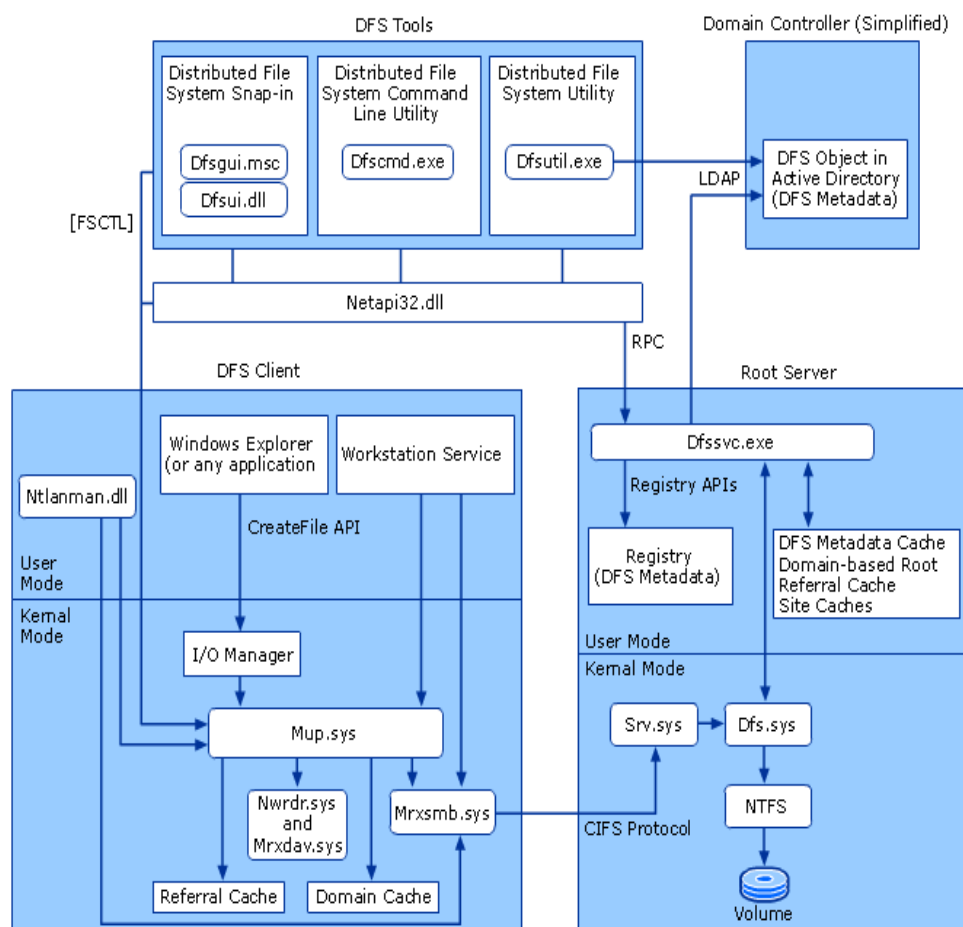 DFS Tools
Domain Controller (Simplified)
Distributed File
System Snap-in
Distributed File
System Command
Line Utility
Distributed File
System Utility
Dfsgui.msc
Dfsui.dll
Dfscmd.exe
Dfsutil.exe
LDAP
DFS Object in
Active Directory
(DFS Metadata)
[FSCTL]
Netapi32.dll
RPC
DFS Client
Root Server
Windows Explorer
(or any application
Workstation Service
Ntlanman.dll
CreateFile API
User
Mode
Kernal
Mode
I/O Manager
Mup.sys
Nwrdr.sys
and
Mrxdav.sys
Mrxsmb.sys
Referral Cache
Domain Cache
Dfssvc.exe
Registry APIs
Registry
(DFS Metadata)
DFS Metadata Cache
Domain-based Root
Referral Cache
Site Caches
User Mode
Kernal Mode
Srv.sys
Dfs.sys
CIFS Protocol
NTFS
Volume